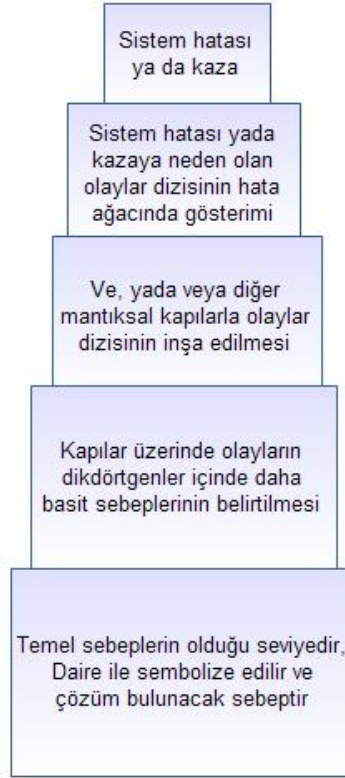 Sistem hatası
ya da kaza
Sistem hatası yada
kazaya neden olan
olaylar dizisinin hata
ağacında gösterimi
Ve, yada veya diğer
mantıksal kapılarla olaylar
dizisinin inşa edilmesi
Kapılar üzerinde olayların
dikdörtgenler içinde daha
basit sebeplerinin belirtilmesi
Temel sebeplerin olduğu seviyedir,
Daire ile sembolize edilir ve
çözüm bulunacak sebeptir